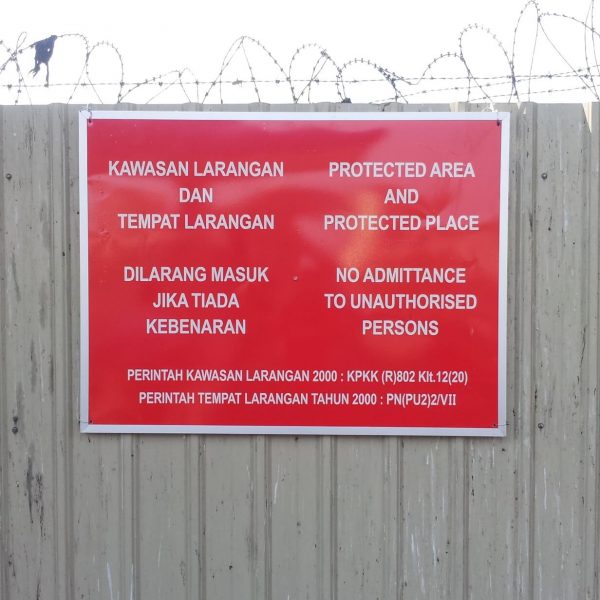 KAWASAN LARANGAN
DAN
TEMPAT LARANGAN
DILARANG MASUK
JIKA TIADA
KEBENARAN
PROTECTED AREA
AND
PROTECTED PLACE
NO ADMITTANCE
TO UNAUTHORISED
PERSONS
PERINTAH KAWASAN LARANGAN 2000 : KPKK (R)802 Klt.12(20)
PERINTAH TEMPAT LARANGAN TAHUN 2000 : PN(PU2)2/VII